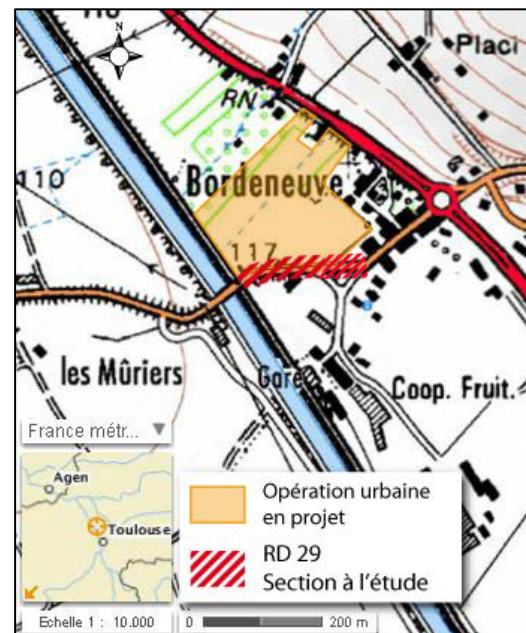 N
Placi
RN
110
Bordeneuve
117
les Mûriers
Gare
Coop. Fruit.
France métr... ▼
Agen
Toulouse
Opération urbaine
en projet
RD 29
Section à l'étude
Echelle 1 : 10.000
0 200 m